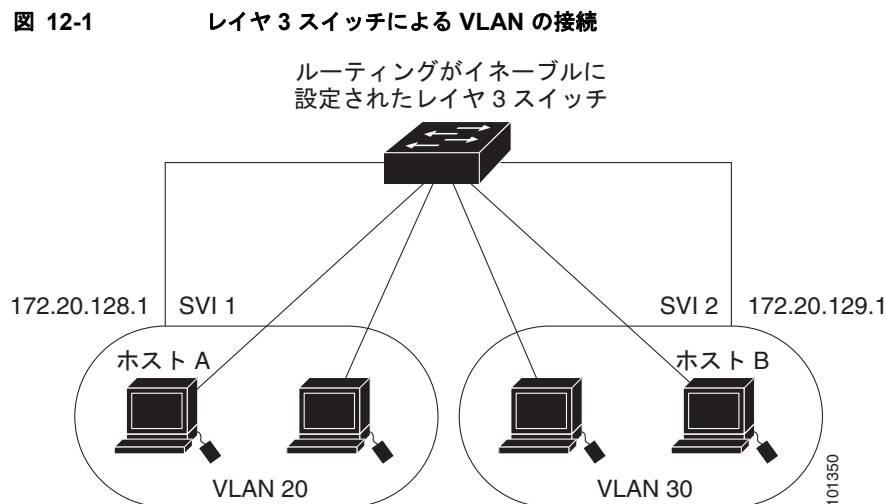 図 12-1 レイヤ 3 スイッチによる VLAN の接続
ルーティングがイネーブルに
設定されたレイヤ 3 スイッチ
172.20.128.1 SVI 1 SVI 2 172.20.129.1
ホスト A ホスト B
VLAN 20 VLAN 30
101350